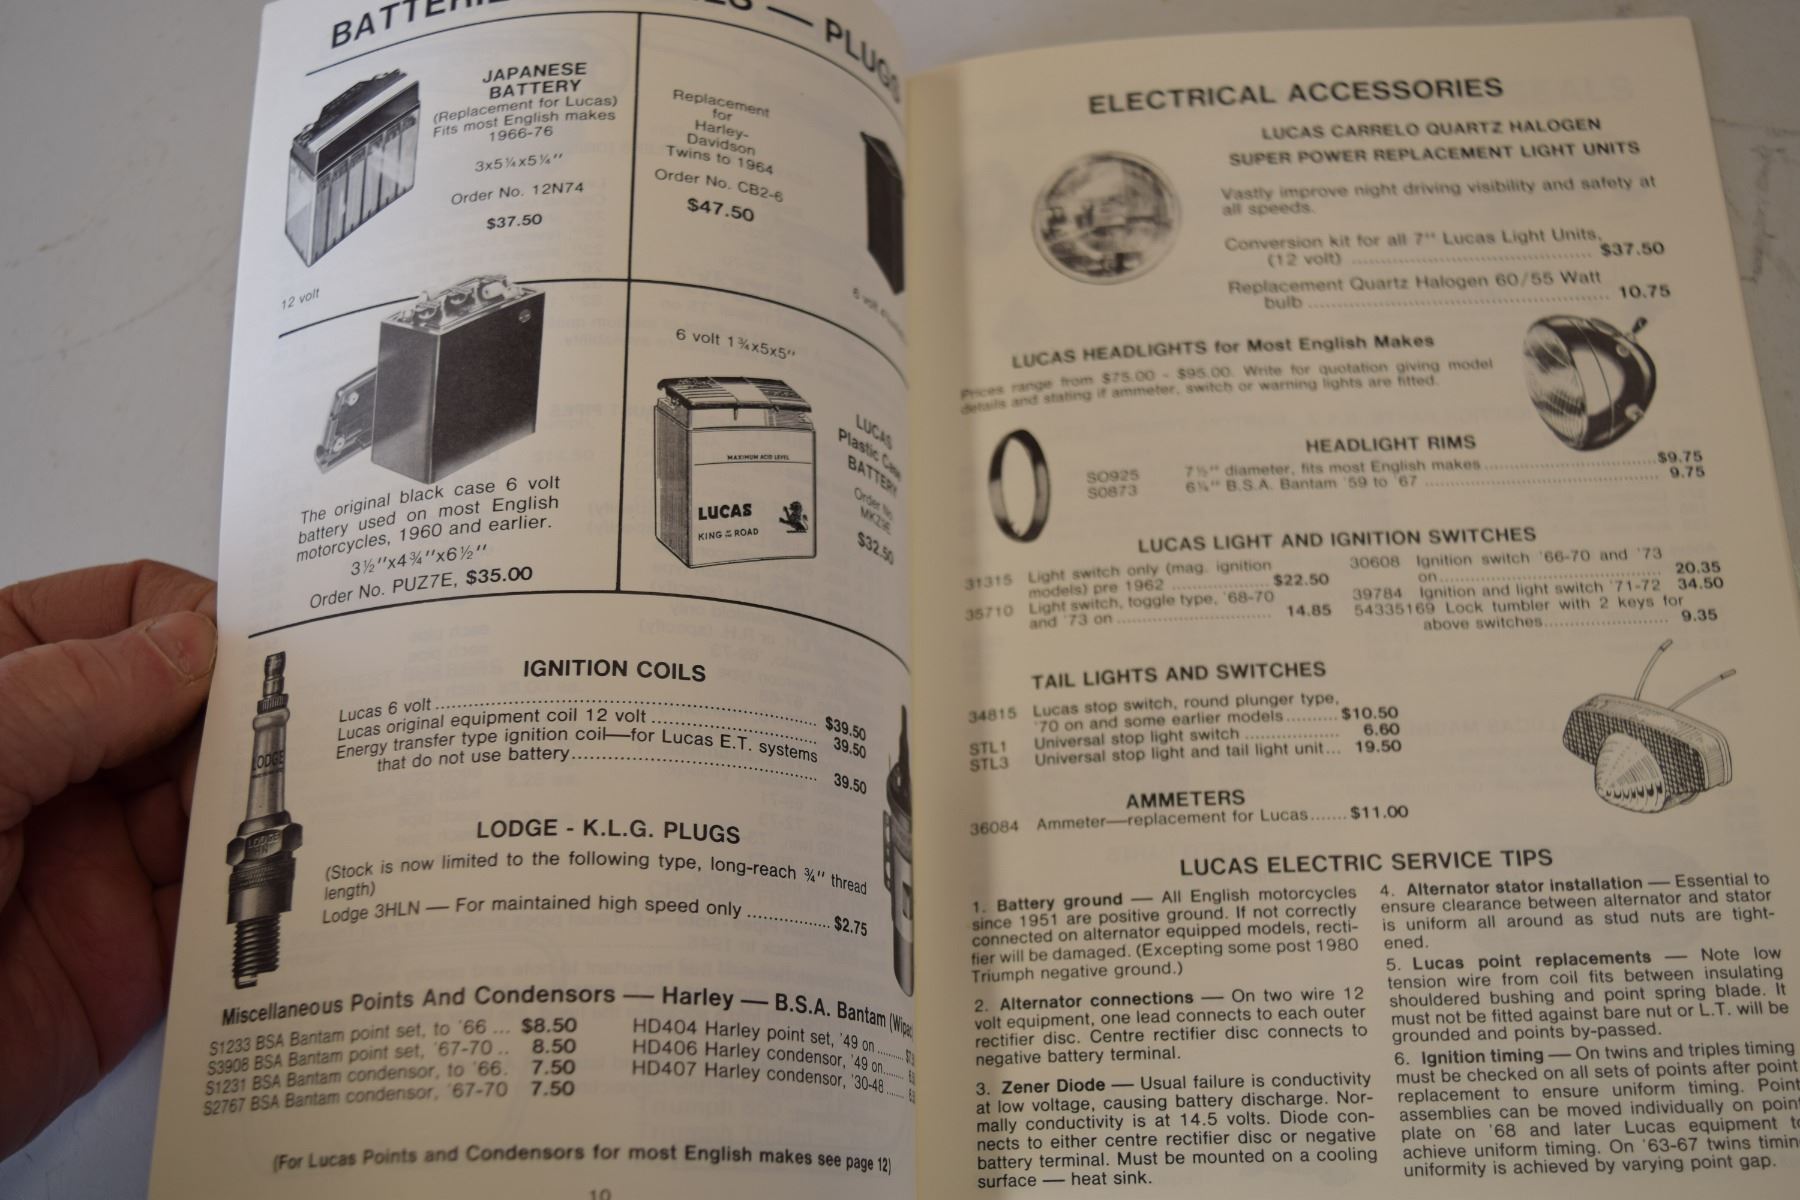 PLUGS
JAPANESE
BATTERY
(Replacement for Lucas)
Fits most English makes
1966-76
3x5¼x5¼"
Order No. 12N74
$37.50
12 volt
Replacement
for
Harley-
Davidson
Twins to 1964
Order No. CB2-6
$47.50
6 volt
The original black case 6 volt
battery used on most English
motorcycles, 1960 and earlier.
3½"x4¾"x6½"
Order No. PUZ7E, $35.00
6 volt 1¾x5x5"
MAXIMUM ACID LEVEL
LUCAS
KING OF THE ROAD
LUCAS
Plastic Case
BATTERY
Order No.
$32.50
IGNITION COILS
Lucas 6 volt ........ $39.50
Lucas original equipment coil 12 volt ........ 39.50
Energy transfer type ignition coil—for Lucas E.T. systems
that do not use battery ........ 39.50
LODGE
LODGE
HN
LODGE - K.L.G. PLUGS
(Stock is now limited to the following type, long-reach ¾" thread
length)
Lodge 3HLN — For maintained high speed only ........ $2.75
Miscellaneous Points And Condensors — Harley — B.S.A. Bantam
S1233 BSA Bantam point set, to '66 ... $8.50
S3908 BSA Bantam point set, '67-70 .. 8.50
S1231 BSA Bantam condensor, to '66. 7.50
S2767 BSA Bantam condensor, '67-70 7.50
HD404 Harley point set, '49 on ........
HD406 Harley condensor, '49 on ........
HD407 Harley condensor, '30-48 ........
(For Lucas Points and Condensors for most English makes see page 12)
10
ELECTRICAL ACCESSORIES
LUCAS CARRELO QUARTZ HALOGEN
SUPER POWER REPLACEMENT LIGHT UNITS
Vastly improve night driving visibility and safety at
all speeds.
Conversion kit for all 7" Lucas Light Units,
(12 volt) ........ $37.50
Replacement Quartz Halogen 60/55 Watt
bulb ........ 10.75
LUCAS HEADLIGHTS for Most English Makes
Prices range from $75.00 - $95.00. Write for quotation giving model
details and stating if ammeter, switch or warning lights are fitted.
HEADLIGHT RIMS
SO925 7½" diameter, fits most English makes ........ $9.75
S0873 6¼" B.S.A. Bantam '59 to '67 ........ 9.75
LUCAS LIGHT AND IGNITION SWITCHES
31315 Light switch only (mag. ignition
models) pre 1962 ........ $22.50
35710 Light switch, toggle type, '68-70
and '73 on ........ 14.85
30608 Ignition switch '66-70 and '73
on ........ 20.35
39784 Ignition and light switch '71-72 34.50
54335169 Lock tumbler with 2 keys for
above switches ........ 9.35
TAIL LIGHTS AND SWITCHES
34815 Lucas stop switch, round plunger type,
'70 on and some earlier models ........ $10.50
STL1 Universal stop light switch ........ 6.60
STL3 Universal stop light and tail light unit... 19.50
AMMETERS
36084 Ammeter—replacement for Lucas ....... $11.00
LUCAS ELECTRIC SERVICE TIPS
1. Battery ground — All English motorcycles
since 1951 are positive ground. If not correctly
connected on alternator equipped models, recti-
fier will be damaged. (Excepting some post 1980
Triumph negative ground.)
2. Alternator connections — On two wire 12
volt equipment, one lead connects to each outer
rectifier disc. Centre rectifier disc connects to
negative battery terminal.
3. Zener Diode — Usual failure is conductivity
at low voltage, causing battery discharge. Nor-
mally conductivity is at 14.5 volts. Diode con-
nects to either centre rectifier disc or negative
battery terminal. Must be mounted on a cooling
surface — heat sink.
4. Alternator stator installation — Essential to
ensure clearance between alternator and stator
is uniform all around as stud nuts are tight-
ened.
5. Lucas point replacements — Note low
tension wire from coil fits between insulating
shouldered bushing and point spring blade. It
must not be fitted against bare nut or L.T. will be
grounded and points by-passed.
6. Ignition timing — On twins and triples timing
must be checked on all sets of points after point
replacement to ensure uniform timing. Point
assemblies can be moved individually on point
plate on '68 and later Lucas equipment to
achieve uniform timing. On '63-67 twins timing
uniformity is achieved by varying point gap.